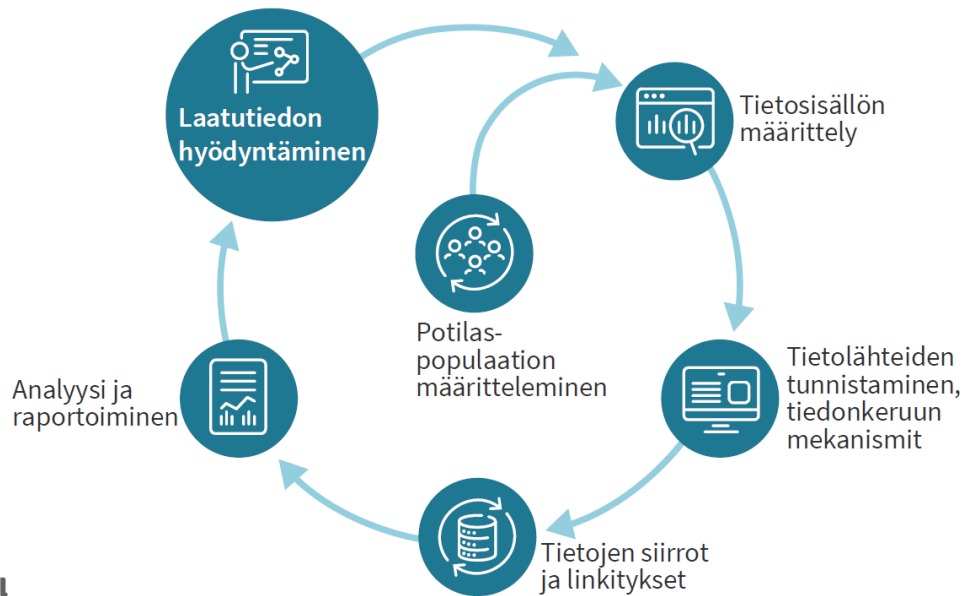 Laatutiedon
hyödyntäminen
Tietosisällön
määrittely
Potilas-
populaation
määritteleminen
Tietolähteiden
tunnistaminen,
tiedonkeruun
mekanismit
Tietojen siirrot
ja linkitykset
Analyysi ja
raportoiminen